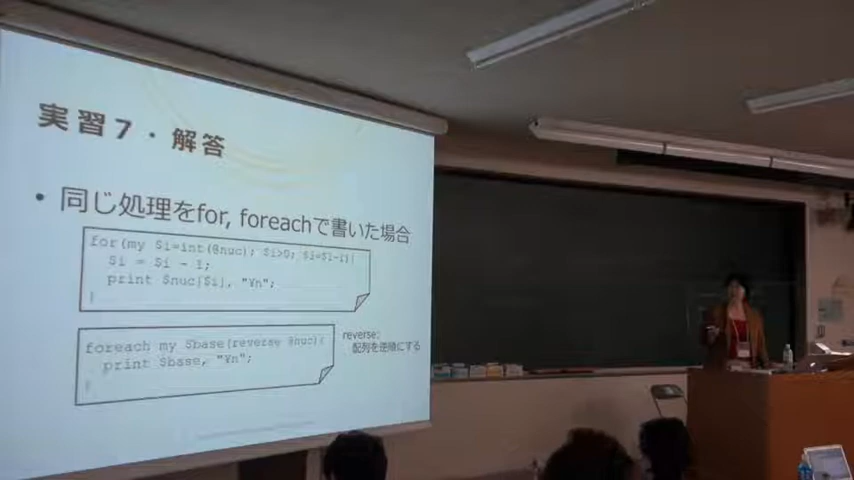 実習7・解答
• 同じ処理をfor, foreachで書いた場合
for(my $i=int(@nuc); $i>0; $i=$i-1){
$i = $i - 1;
print $nuc[$i], "¥n";
}
foreach my $base(reverse @nuc){
print $base, "¥n";
}
reverse:
配列を逆順にする